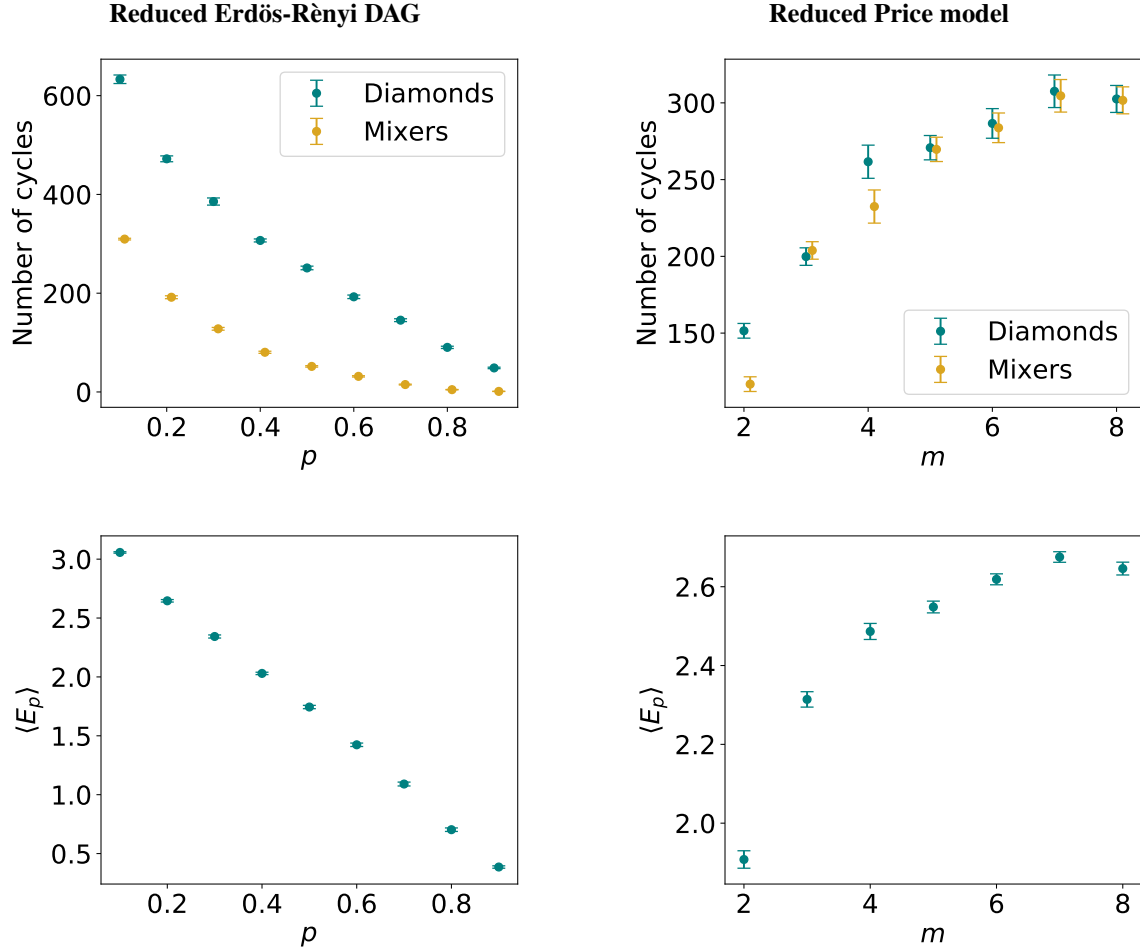 Reduced Erdös-Rènyi DAG
Reduced Price model
Number of cycles
600
400
200
0
Diamonds
Mixers
0.2 0.4 0.6 0.8
p
Number of cycles
300
250
200
150
Diamonds
Mixers
2 4 6 8
m
⟨E_p⟩
3.0
2.5
2.0
1.5
1.0
0.5
0.2 0.4 0.6 0.8
p
⟨E_p⟩
2.6
2.4
2.2
2.0
2 4 6 8
m